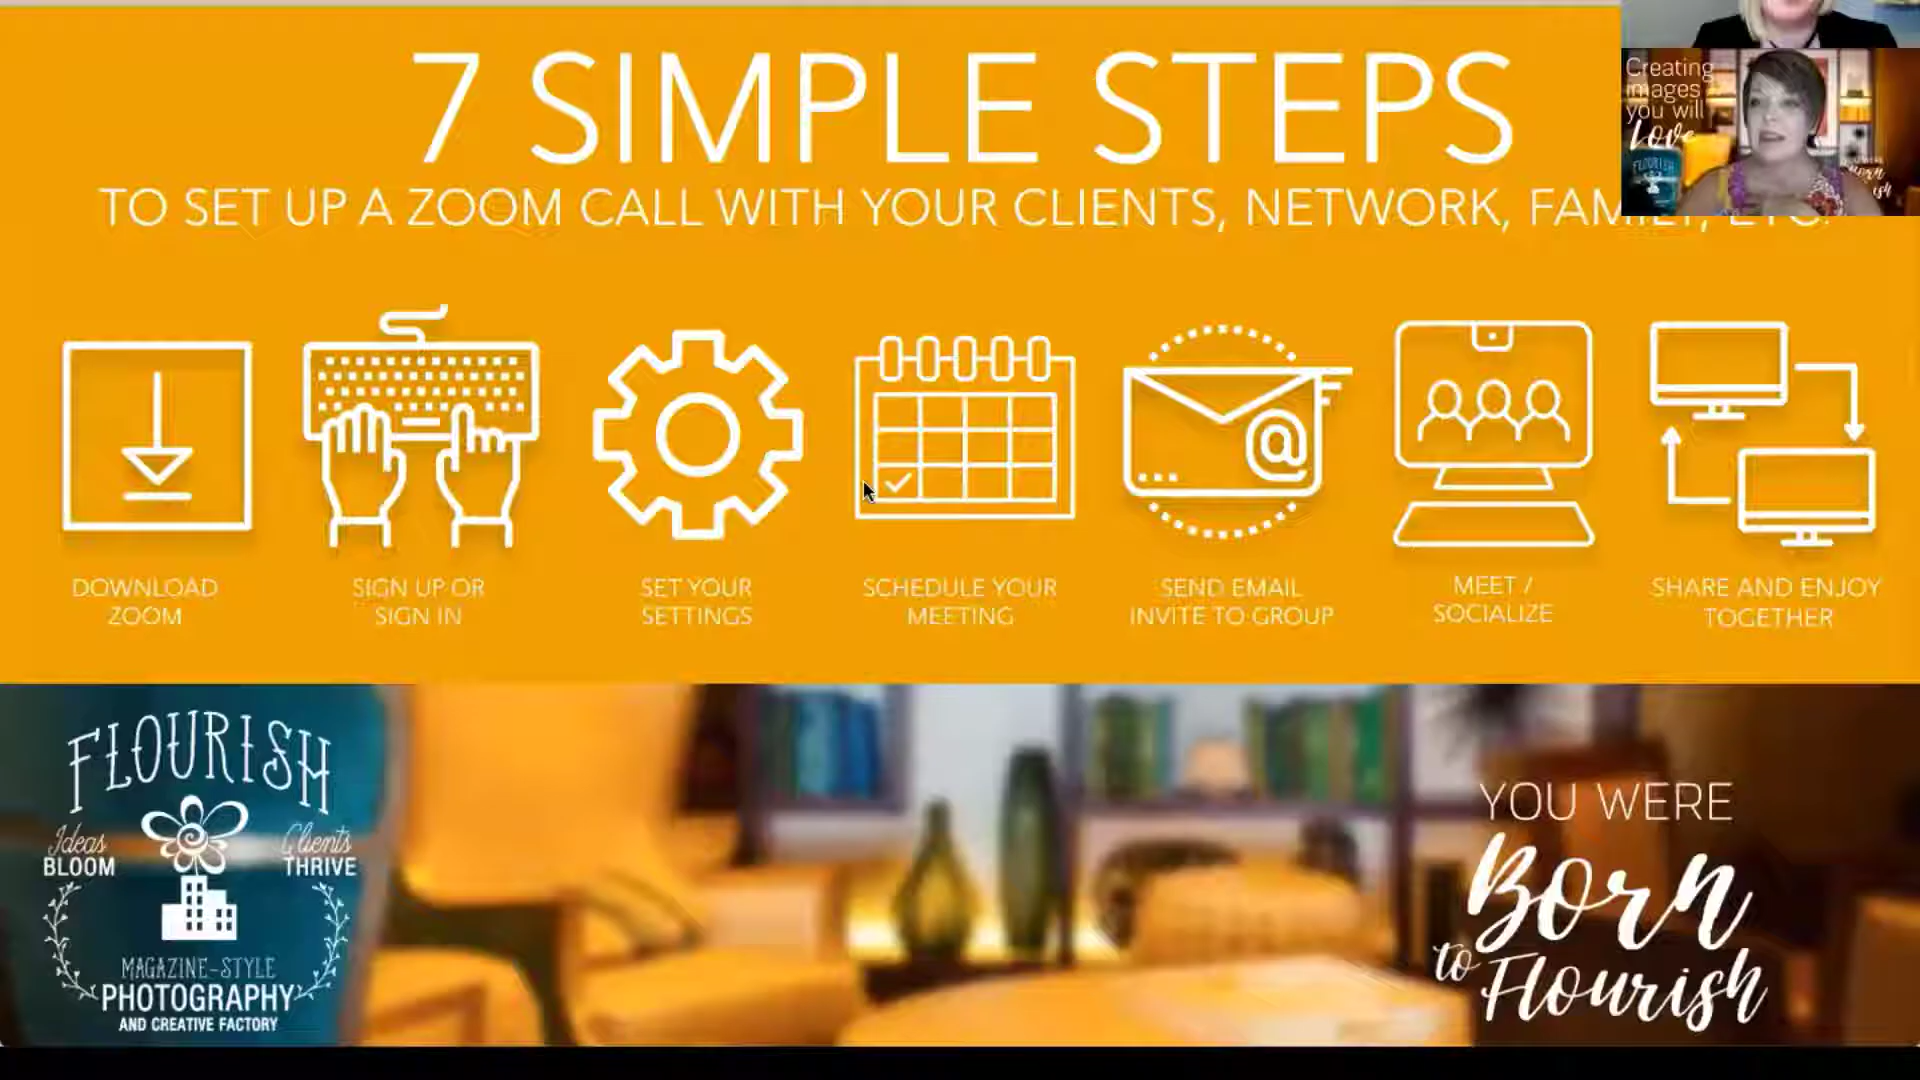 7 SIMPLE STEPS
TO SET UP A ZOOM CALL WITH YOUR CLIENTS, NETWORK, FAMILY, ETC.
Creating
images
you will
Love
FLOURISH
DOWNLOAD
ZOOM
SIGN UP OR
SIGN IN
SET YOUR
SETTINGS
SCHEDULE YOUR
MEETING
@
SEND EMAIL
INVITE TO GROUP
MEET /
SOCIALIZE
SHARE AND ENJOY
TOGETHER
FLOURISH
Ideas
BLOOM
Clients
THRIVE
MAGAZINE-STYLE
PHOTOGRAPHY
AND CREATIVE FACTORY
YOU WERE
Born
to Flourish